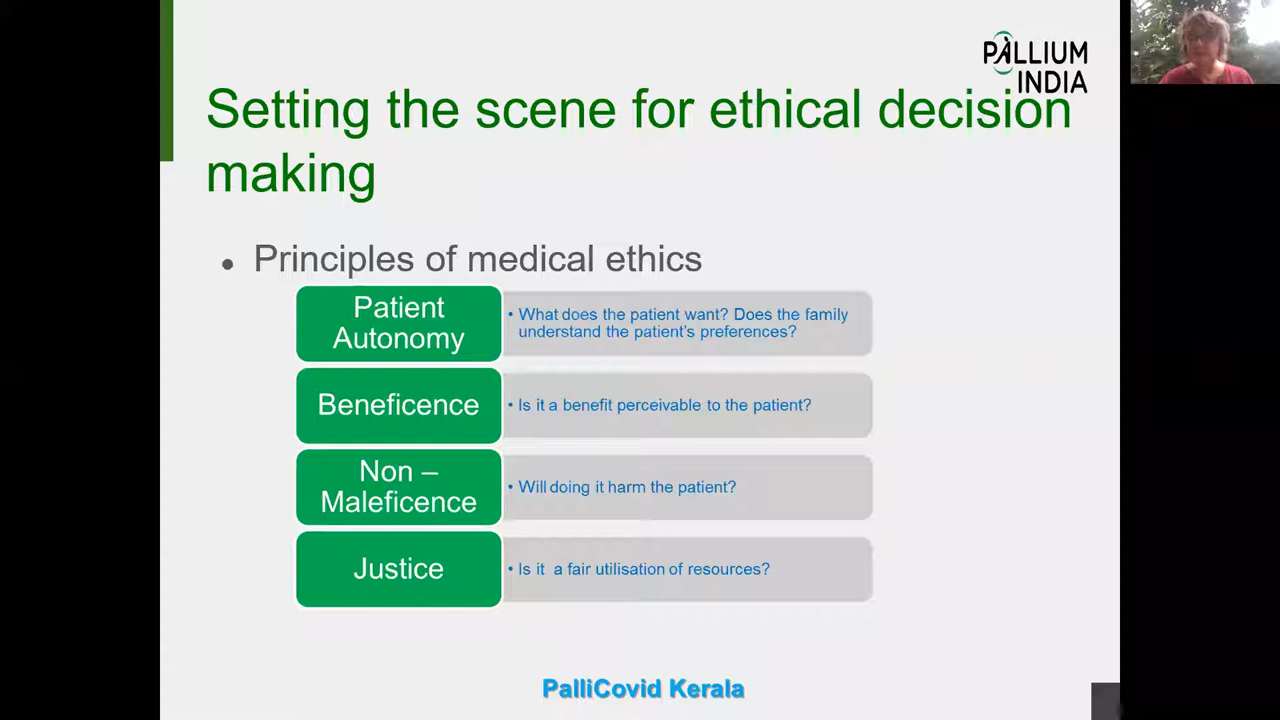 PALLIUM
INDIA
Setting the scene for ethical decision
making
• Principles of medical ethics
Patient
Autonomy
• What does the patient want? Does the family
understand the patient's preferences?
Beneficence
• Is it a benefit perceivable to the patient?
Non –
Maleficence
• Will doing it harm the patient?
Justice
• Is it a fair utilisation of resources?
PalliCovid Kerala